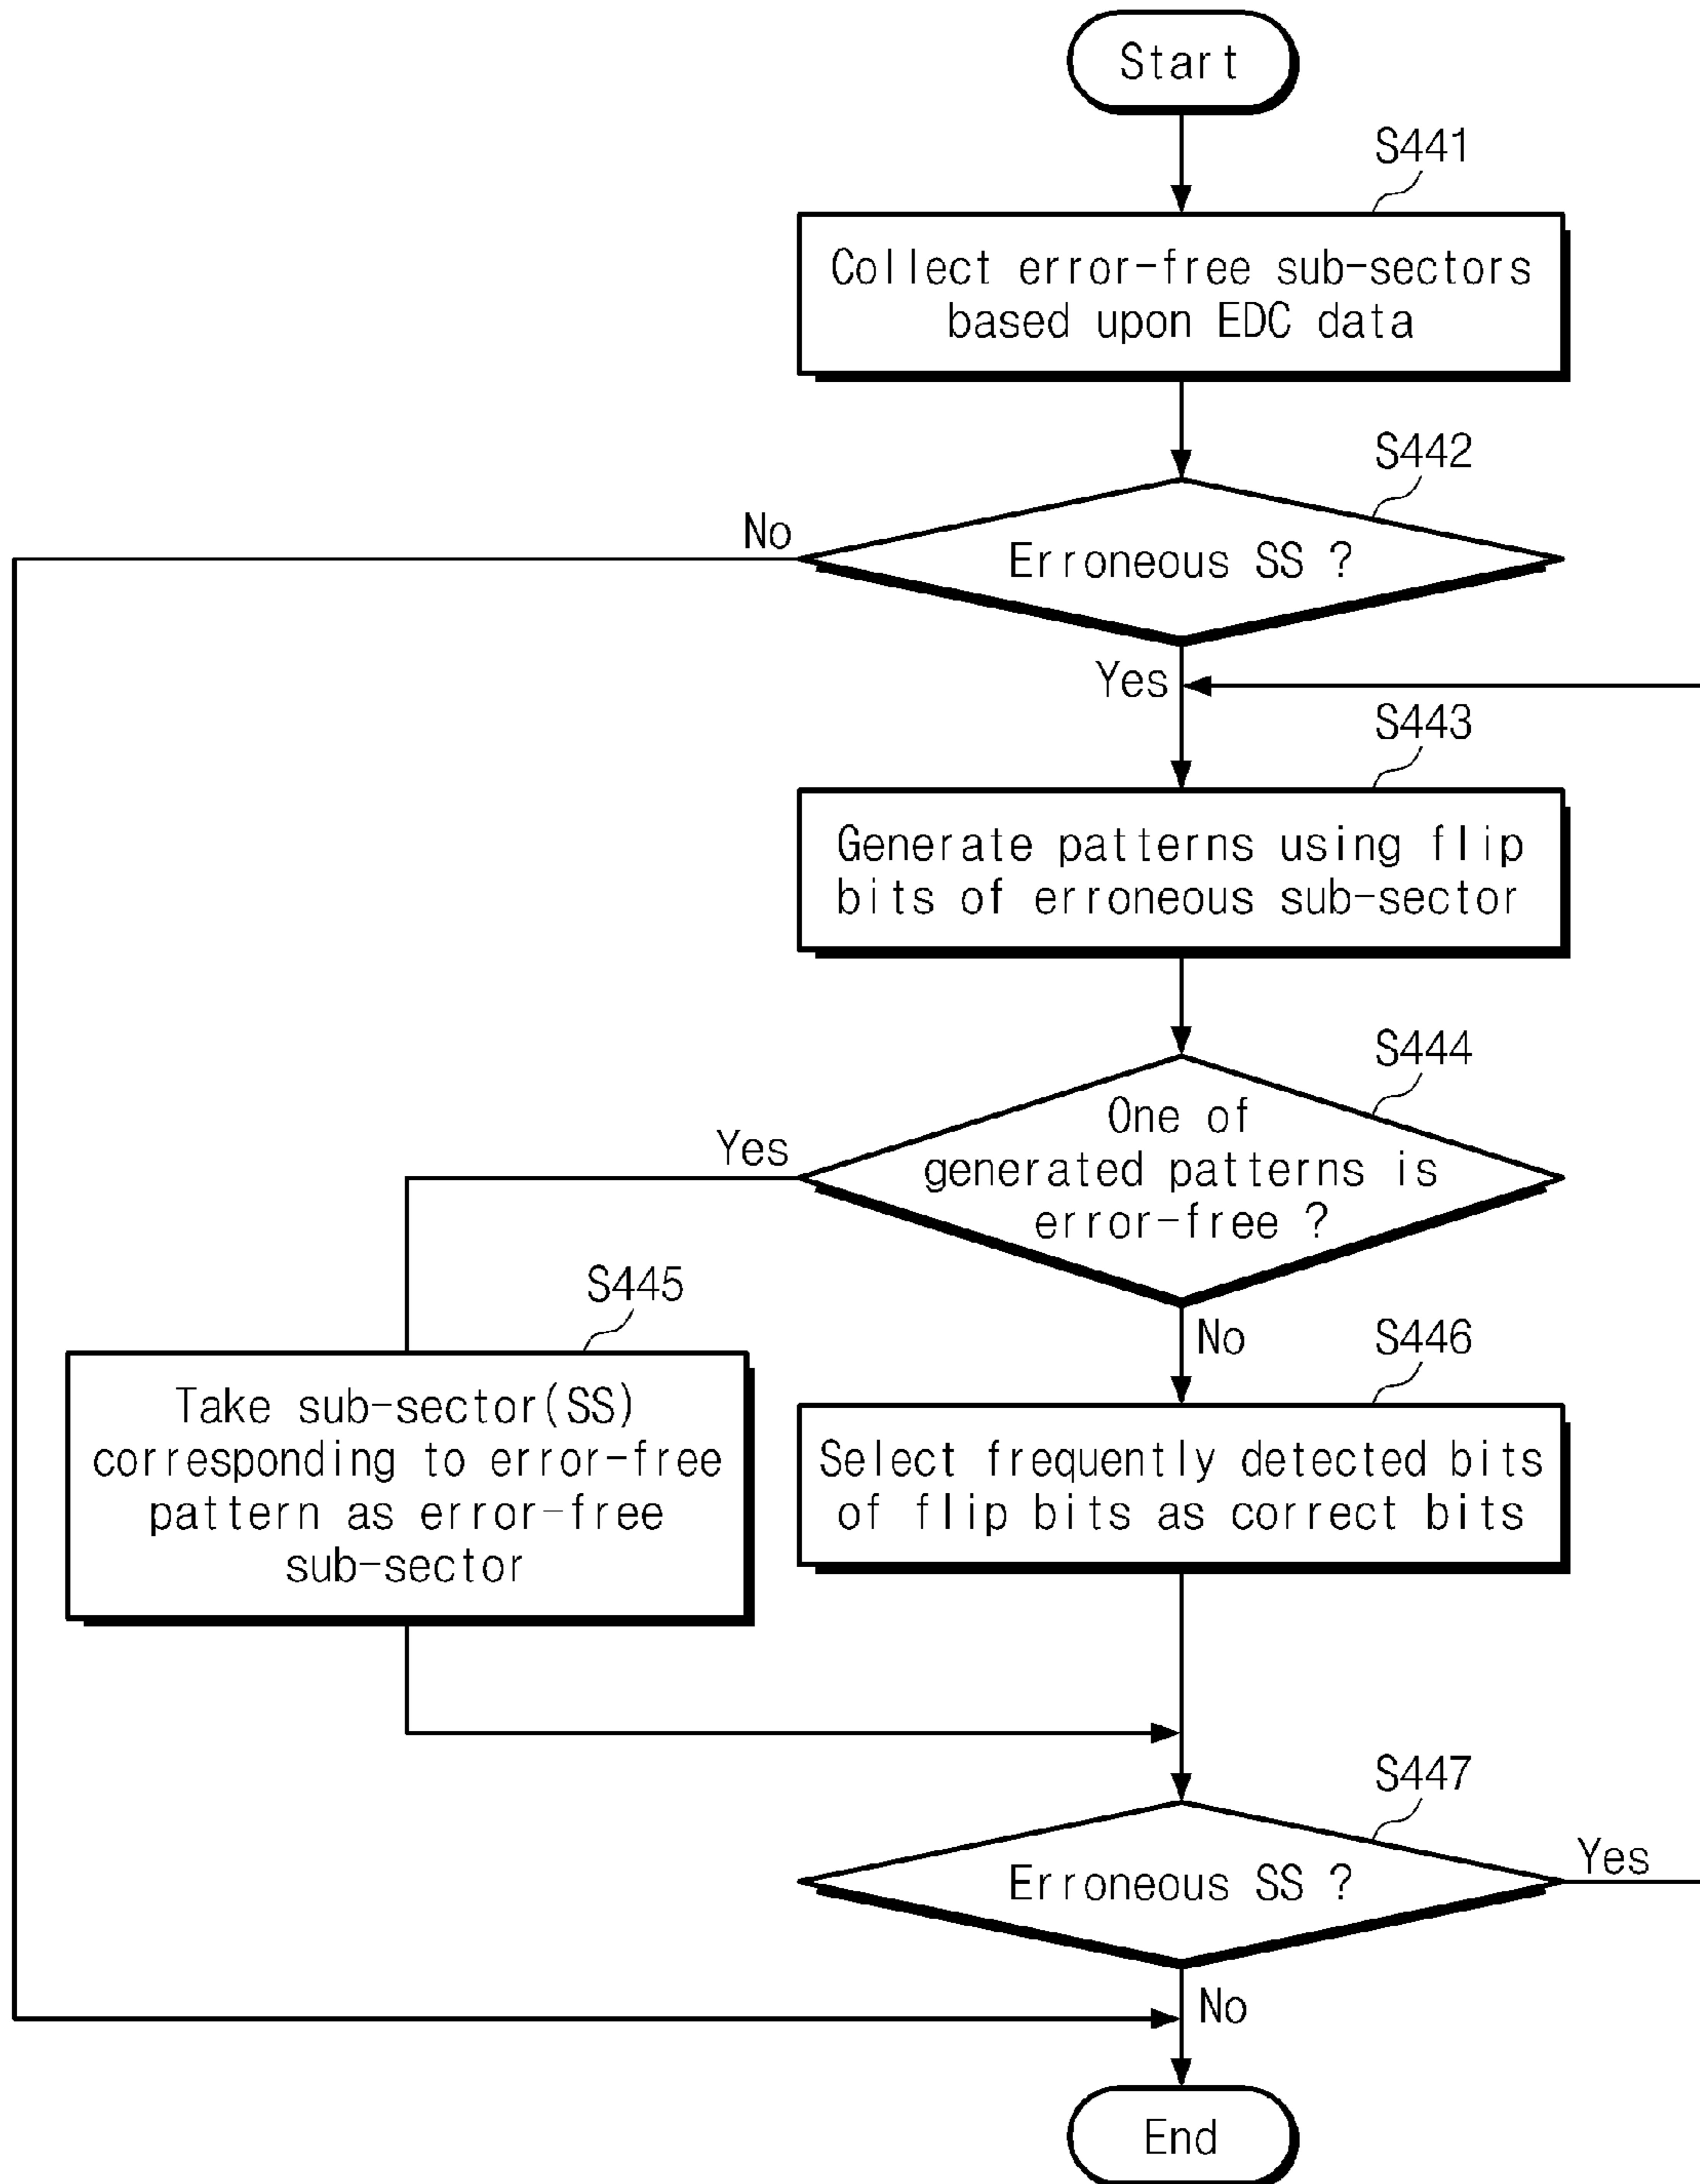 Start
S441
Collect error-free sub-sectors
based upon EDC data
S442
No
Erroneous SS ?
Yes
S443
Generate patterns using flip
bits of erroneous sub-sector
S444
One of
Yes
generated patterns is
error-free ?
S445
No
S446
Take sub-sector(SS)
corresponding to error-free
pattern as error-free
sub-sector
Select frequently detected bits
of flip bits as correct bits
S447
Erroneous SS ?
Yes
No
End